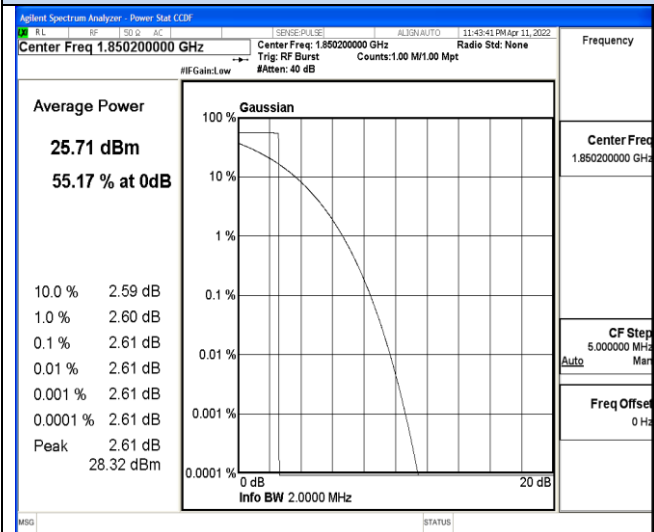 Agilent Spectrum Analyzer - Power Stat CCDF
RL RF 50 Ω AC SENSE:PULSE ALIGN AUTO 11:43:41 PM Apr 11, 2022
Center Freq 1.850200000 GHz
Center Freq: 1.850200000 GHz Radio Std: None
Trig: RF Burst Counts:1.00 M/1.00 Mpt
#IFGain:Low #Atten: 40 dB
Frequency
Average Power
25.71 dBm
55.17 % at 0dB
10.0 % 2.59 dB
1.0 % 2.60 dB
0.1 % 2.61 dB
0.01 % 2.61 dB
0.001 % 2.61 dB
0.0001 % 2.61 dB
Peak 2.61 dB
28.32 dBm
Gaussian
100 %
10 %
1 %
0.1 %
0.01 %
0.001 %
0.0001 %
0 dB 20 dB
Info BW 2.0000 MHz
Center Freq
1.850200000 GHz
CF Step
5.000000 MHz
Auto Man
Freq Offset
0 Hz
MSG STATUS